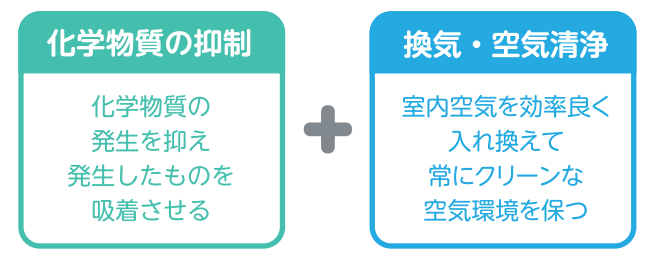 化学物質の抑制
化学物質の
発生を抑え
発生したものを
吸着させる
+
換気・空気清浄
室内空気を効率良く
入れ換えて
常にクリーンな
空気環境を保つ